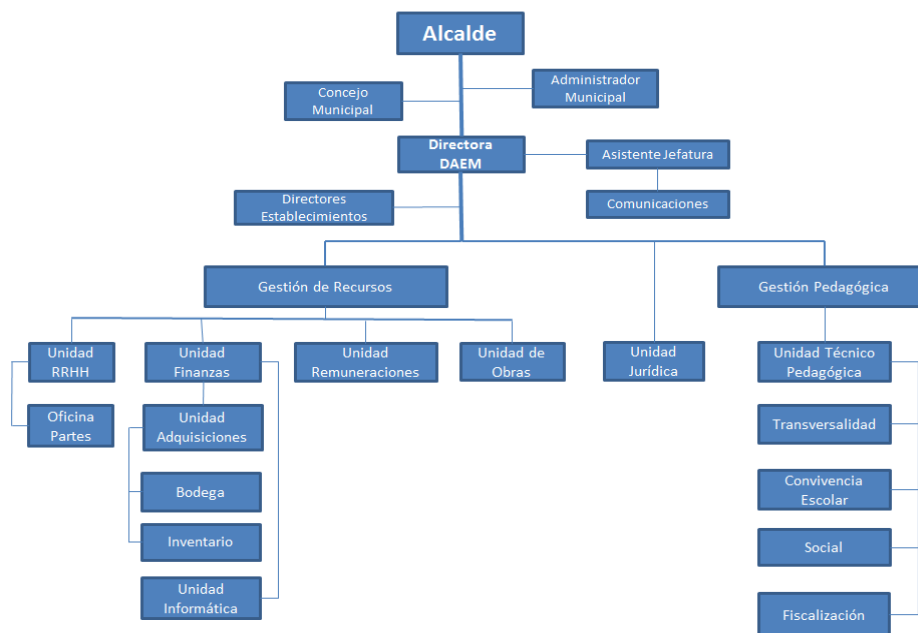 Alcalde
Concejo
Municipal
Administrador
Municipal
Directora
DAEM
Asistente Jefatura
Directores
Establecimientos
Comunicaciones
Gestión de Recursos
Gestión Pedagógica
Unidad
RRHH
Unidad
Finanzas
Unidad
Remuneraciones
Unidad de
Obras
Unidad
Jurídica
Unidad Técnico
Pedagógica
Oficina
Partes
Unidad
Adquisiciones
Transversalidad
Bodega
Convivencia
Escolar
Inventario
Social
Unidad
Informática
Fiscalización